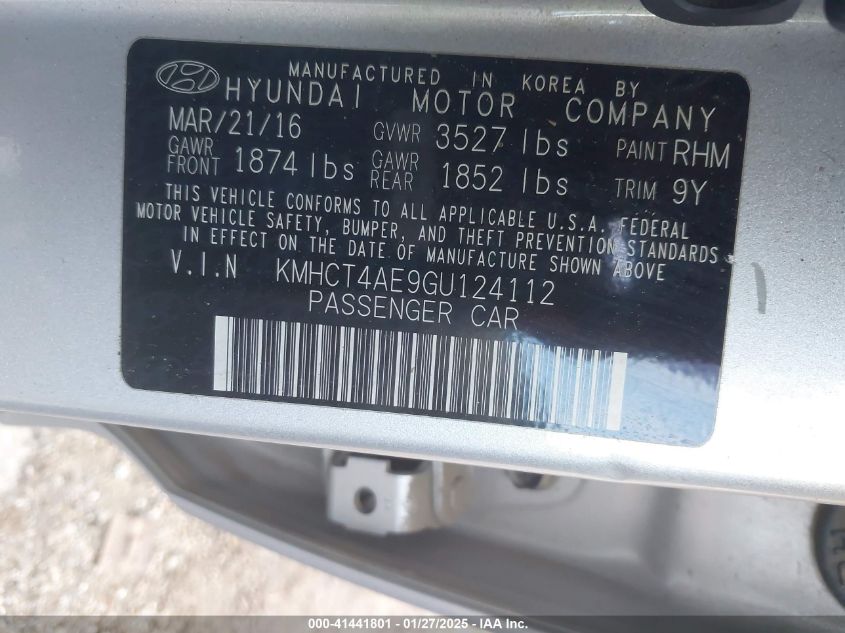 MANUFACTURED IN KOREA BY
HYUNDAI MOTOR COMPANY
MAR/21/16 GVWR 3527 lbs PAINT RHM
GAWR FRONT 1874 lbs GAWR REAR 1852 lbs TRIM 9Y
THIS VEHICLE CONFORMS TO ALL APPLICABLE U.S.A. FEDERAL
MOTOR VEHICLE SAFETY, BUMPER, AND THEFT PREVENTION STANDARDS
IN EFFECT ON THE DATE OF MANUFACTURE SHOWN ABOVE
V.I.N KMHCT4AE9GU124112
PASSENGER CAR
000-41441801 - 01/27/2025 - IAA Inc.